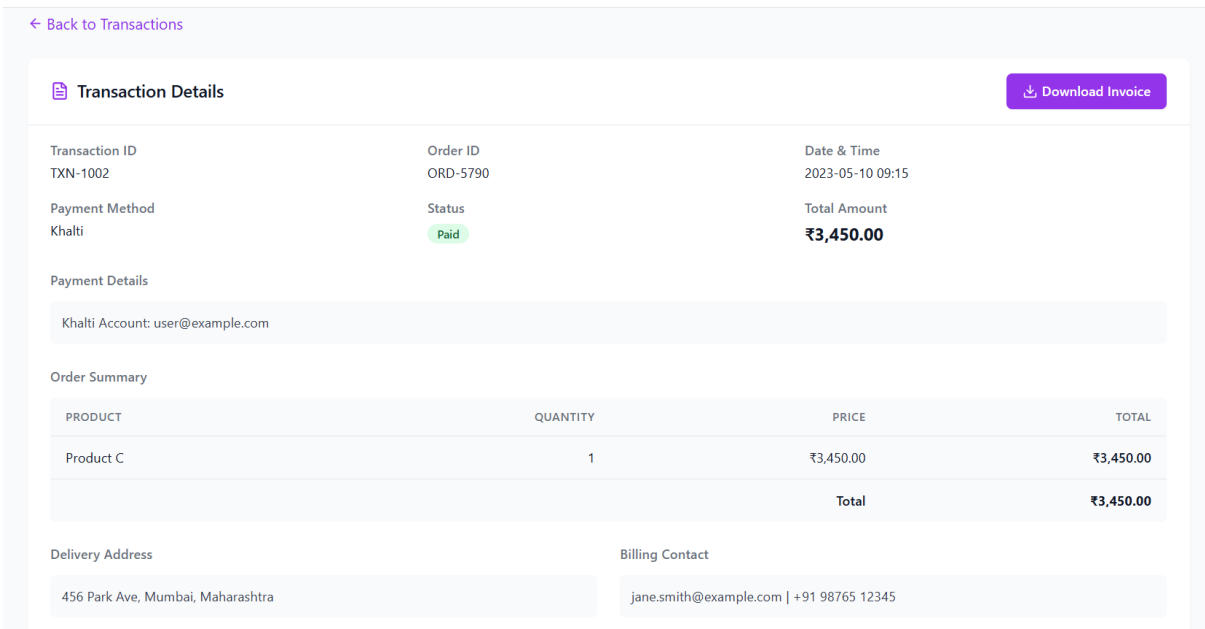 Back to Transactions
Transaction Details
Download Invoice
Transaction ID Order ID Date & Time
TXN-1002 ORD-5790 2023-05-10 09:15
Payment Method Status Total Amount
Khalti Paid ₹3,450.00
Payment Details
Khalti Account: user@example.com
Order Summary
PRODUCT QUANTITY PRICE TOTAL
Product C 1 ₹3,450.00 ₹3,450.00
Total ₹3,450.00
Delivery Address Billing Contact
456 Park Ave, Mumbai, Maharashtra jane.smith@example.com | +91 98765 12345